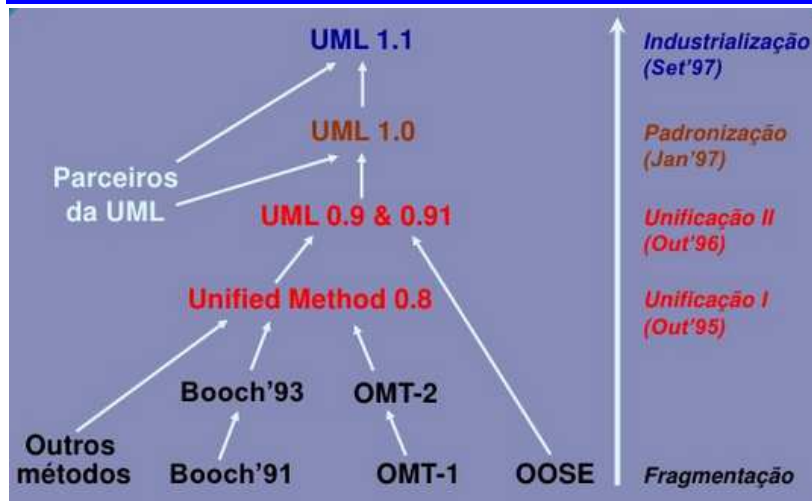 UML 1.1
Industrialização
(Set'97)
UML 1.0
Padronização
(Jan'97)
Parceiros
da UML
UML 0.9 & 0.91
Unificação II
(Out'96)
Unified Method 0.8
Unificação I
(Out'95)
Booch'93
OMT-2
Outros
métodos
Booch'91
OMT-1
OOSE
Fragmentação